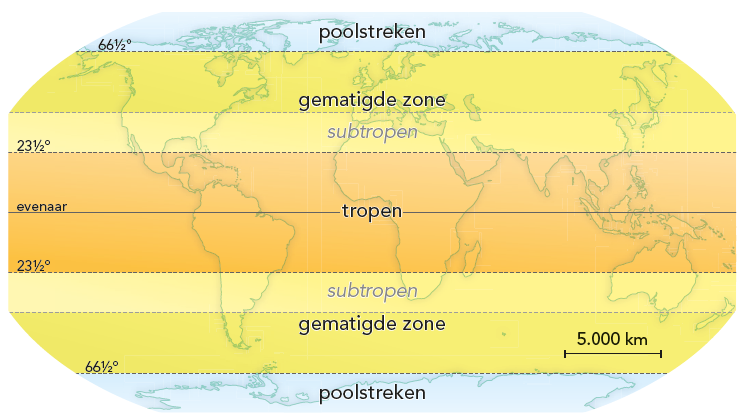 poolstreken
66½°
gematigde zone
subtropen
23½°
evenaar
tropen
23½°
subtropen
gematigde zone
5.000 km
66½°
poolstreken